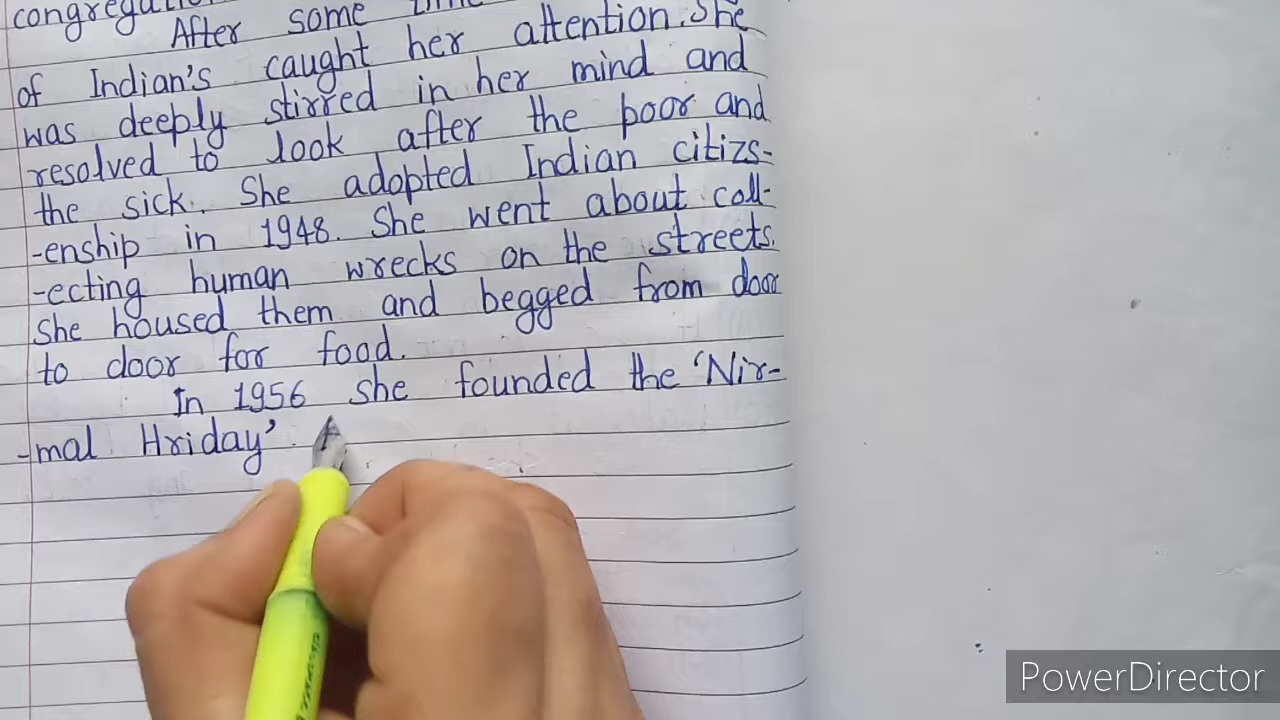 congregation
After some time
of Indian's caught her attention. She
was deeply stirred in her mind and
resolved to look after the poor and
the sick. She adopted Indian citizs-
-enship in 1948. She went about coll-
-ecting human wrecks on the streets.
She housed them and begged from door
to door for food.
In 1956 she founded the 'Nir-
-mal Hriday'.
PowerDirector